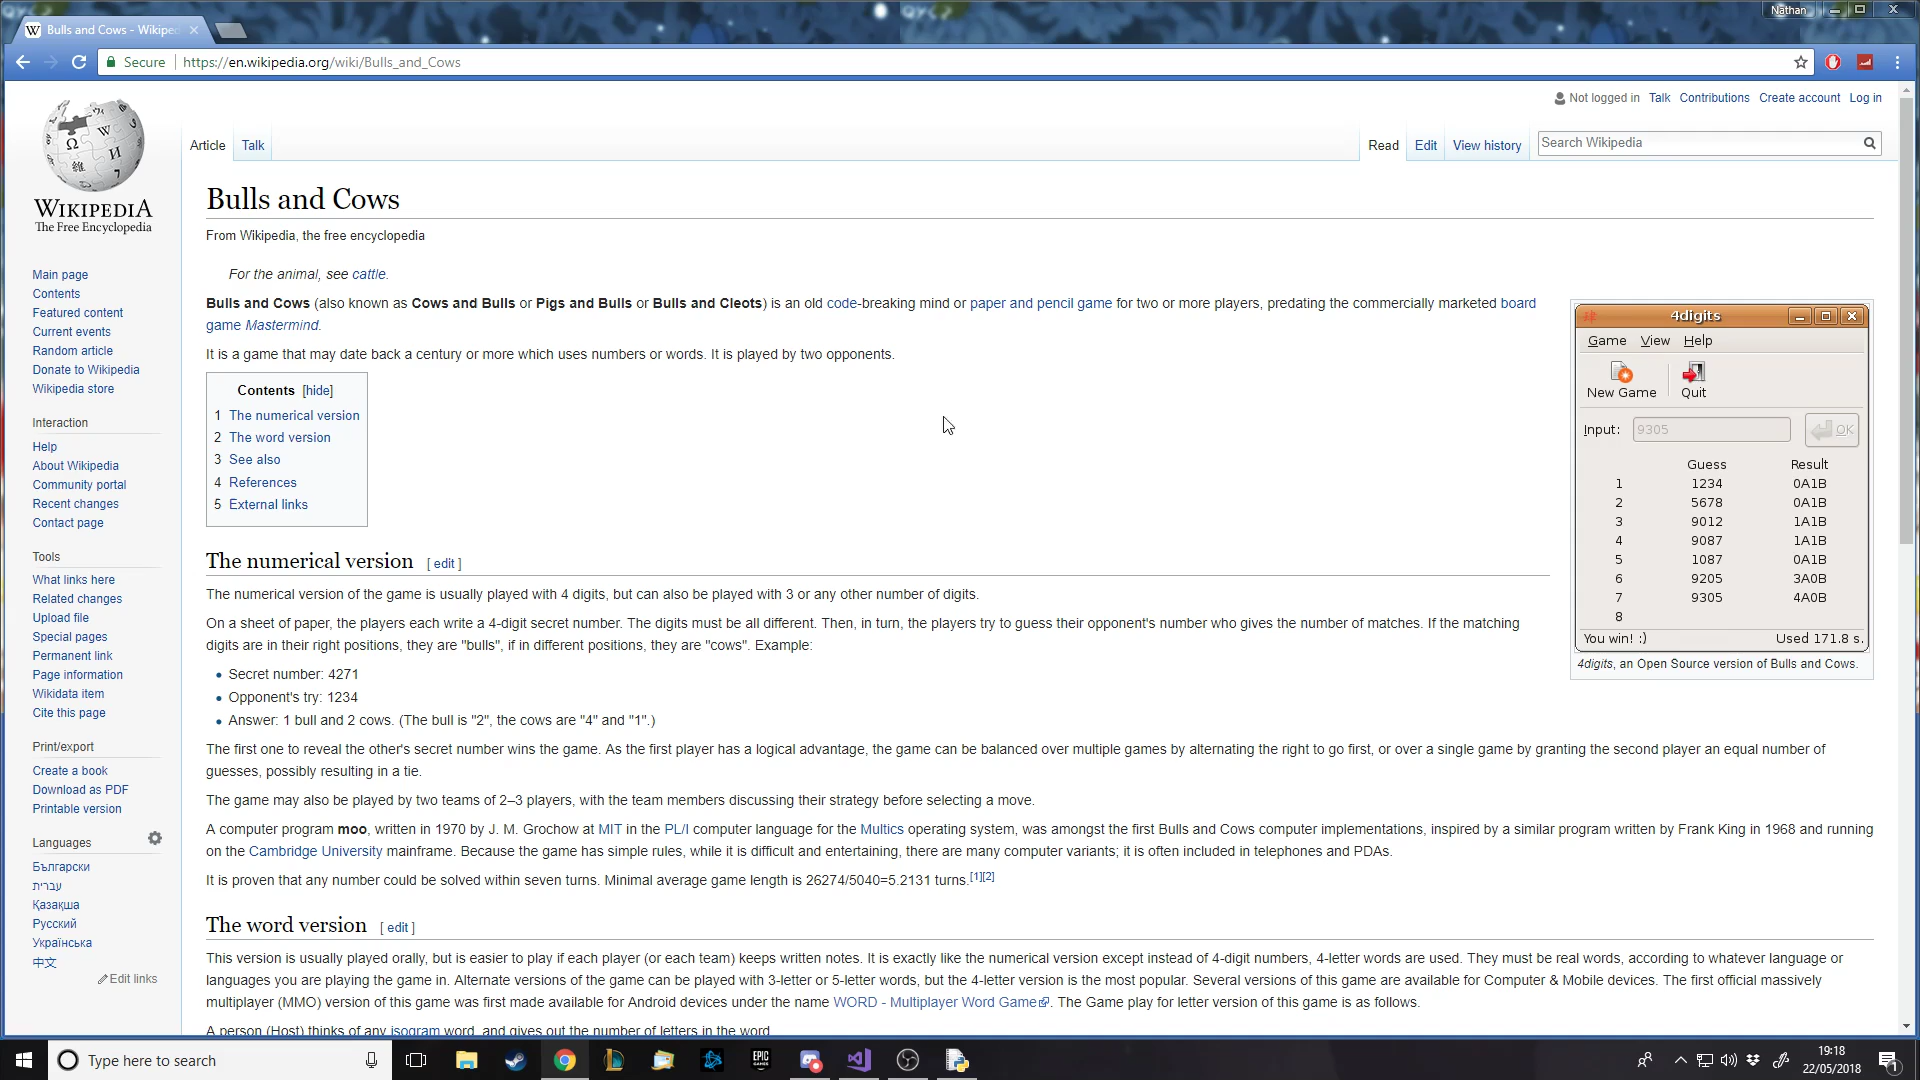 Nathan
Bulls and Cows - Wikiped
Secure
https://en.wikipedia.org/wiki/Bulls_and_Cows
Not logged in Talk Contributions Create account Log in
Article Talk
Read Edit View history
Search Wikipedia
WIKIPEDIA
The Free Encyclopedia
Main page
Contents
Featured content
Current events
Random article
Donate to Wikipedia
Wikipedia store
Interaction
Help
About Wikipedia
Community portal
Recent changes
Contact page
Tools
What links here
Related changes
Upload file
Special pages
Permanent link
Page information
Wikidata item
Cite this page
Print/export
Create a book
Download as PDF
Printable version
Languages
Български
עברית
Қазақша
Русский
Українська
中文
Edit links
Bulls and Cows
From Wikipedia, the free encyclopedia
For the animal, see cattle.
Bulls and Cows (also known as Cows and Bulls or Pigs and Bulls or Bulls and Cleots) is an old code-breaking mind or paper and pencil game for two or more players, predating the commercially marketed board
game Mastermind.
It is a game that may date back a century or more which uses numbers or words. It is played by two opponents.
Contents [hide]
1 The numerical version
2 The word version
3 See also
4 References
5 External links
4digits
Game View Help
New Game Quit
Input: 9305 OK
Guess Result
1 1234 0A1B
2 5678 0A1B
3 9012 1A1B
4 9087 1A1B
5 1087 0A1B
6 9205 3A0B
7 9305 4A0B
8
You win! :) Used 171.8 s.
4digits, an Open Source version of Bulls and Cows.
The numerical version [ edit ]
The numerical version of the game is usually played with 4 digits, but can also be played with 3 or any other number of digits.
On a sheet of paper, the players each write a 4-digit secret number. The digits must be all different. Then, in turn, the players try to guess their opponent's number who gives the number of matches. If the matching
digits are in their right positions, they are "bulls", if in different positions, they are "cows". Example:
• Secret number: 4271
• Opponent's try: 1234
• Answer: 1 bull and 2 cows. (The bull is "2", the cows are "4" and "1".)
The first one to reveal the other's secret number wins the game. As the first player has a logical advantage, the game can be balanced over multiple games by alternating the right to go first, or over a single game by granting the second player an equal number of
guesses, possibly resulting in a tie.
The game may also be played by two teams of 2–3 players, with the team members discussing their strategy before selecting a move.
A computer program moo, written in 1970 by J. M. Grochow at MIT in the PL/I computer language for the Multics operating system, was amongst the first Bulls and Cows computer implementations, inspired by a similar program written by Frank King in 1968 and running
on the Cambridge University mainframe. Because the game has simple rules, while it is difficult and entertaining, there are many computer variants; it is often included in telephones and PDAs.
It is proven that any number could be solved within seven turns. Minimal average game length is 26274/5040=5.2131 turns.[1][2]
The word version [ edit ]
This version is usually played orally, but is easier to play if each player (or each team) keeps written notes. It is exactly like the numerical version except instead of 4-digit numbers, 4-letter words are used. They must be real words, according to whatever language or
languages you are playing the game in. Alternate versions of the game can be played with 3-letter or 5-letter words, but the 4-letter version is the most popular. Several versions of this game are available for Computer & Mobile devices. The first official massively
multiplayer (MMO) version of this game was first made available for Android devices under the name WORD - Multiplayer Word Game. The Game play for letter version of this game is as follows.
A person (Host) thinks of any isogram word and gives out the number of letters in the word
Type here to search
EPIC GAMES
19:18
22/05/2018
1